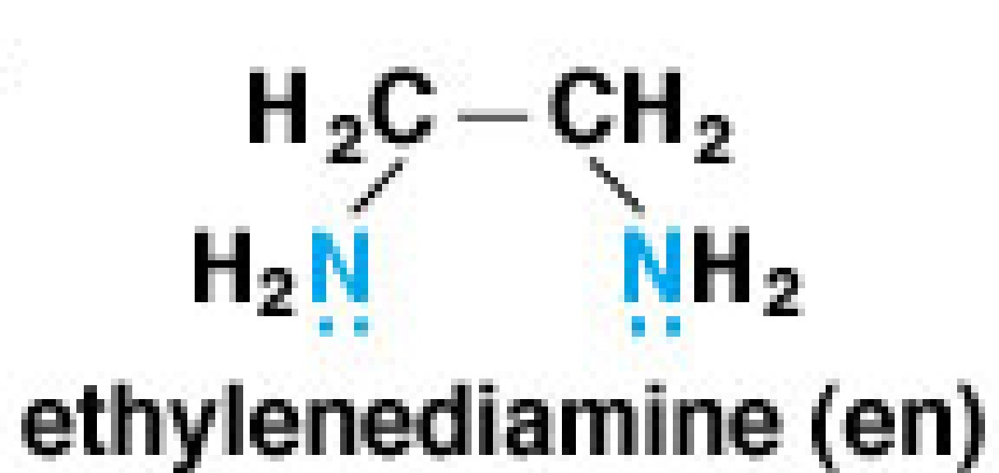 H₂C — CH₂
H₂N NH₂
ethylenediamine (en)